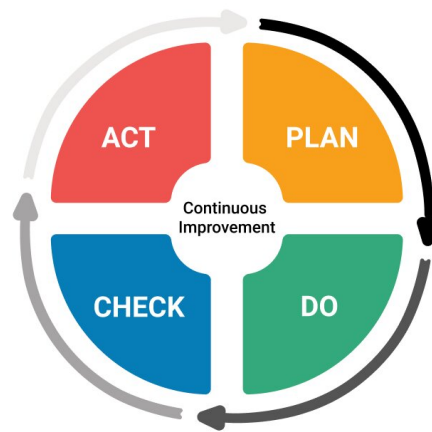 ACT
PLAN
Continuous
Improvement
CHECK
DO